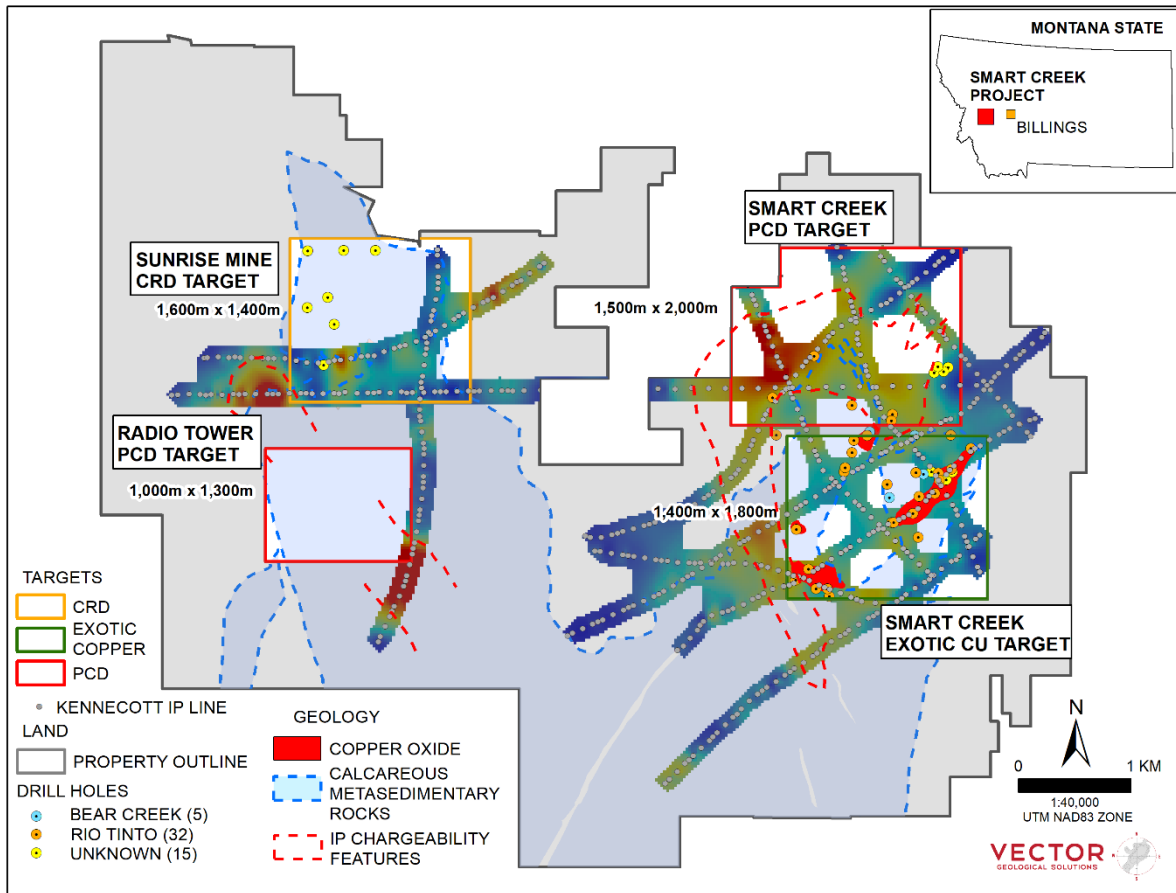 MONTANA STATE
SMART CREEK
PROJECT
BILLINGS
SMART CREEK
PCD TARGET
SUNRISE MINE
CRD TARGET
1,600m x 1,400m
1,500m x 2,000m
RADIO TOWER
PCD TARGET
1,000m x 1,300m
1,400m x 1,800m
SMART CREEK
EXOTIC CU TARGET
TARGETS
CRD
EXOTIC
COPPER
PCD
KENNECOTT IP LINE
LAND
PROPERTY OUTLINE
DRILL HOLES
BEAR CREEK (5)
RIO TINTO (32)
UNKNOWN (15)
GEOLOGY
COPPER OXIDE
CALCAREOUS
METASEDIMENTARY
ROCKS
IP CHARGEABILITY
FEATURES
N
0 1 KM
1:40,000
UTM NAD83 ZONE
VECTOR
GEOLOGICAL SOLUTIONS